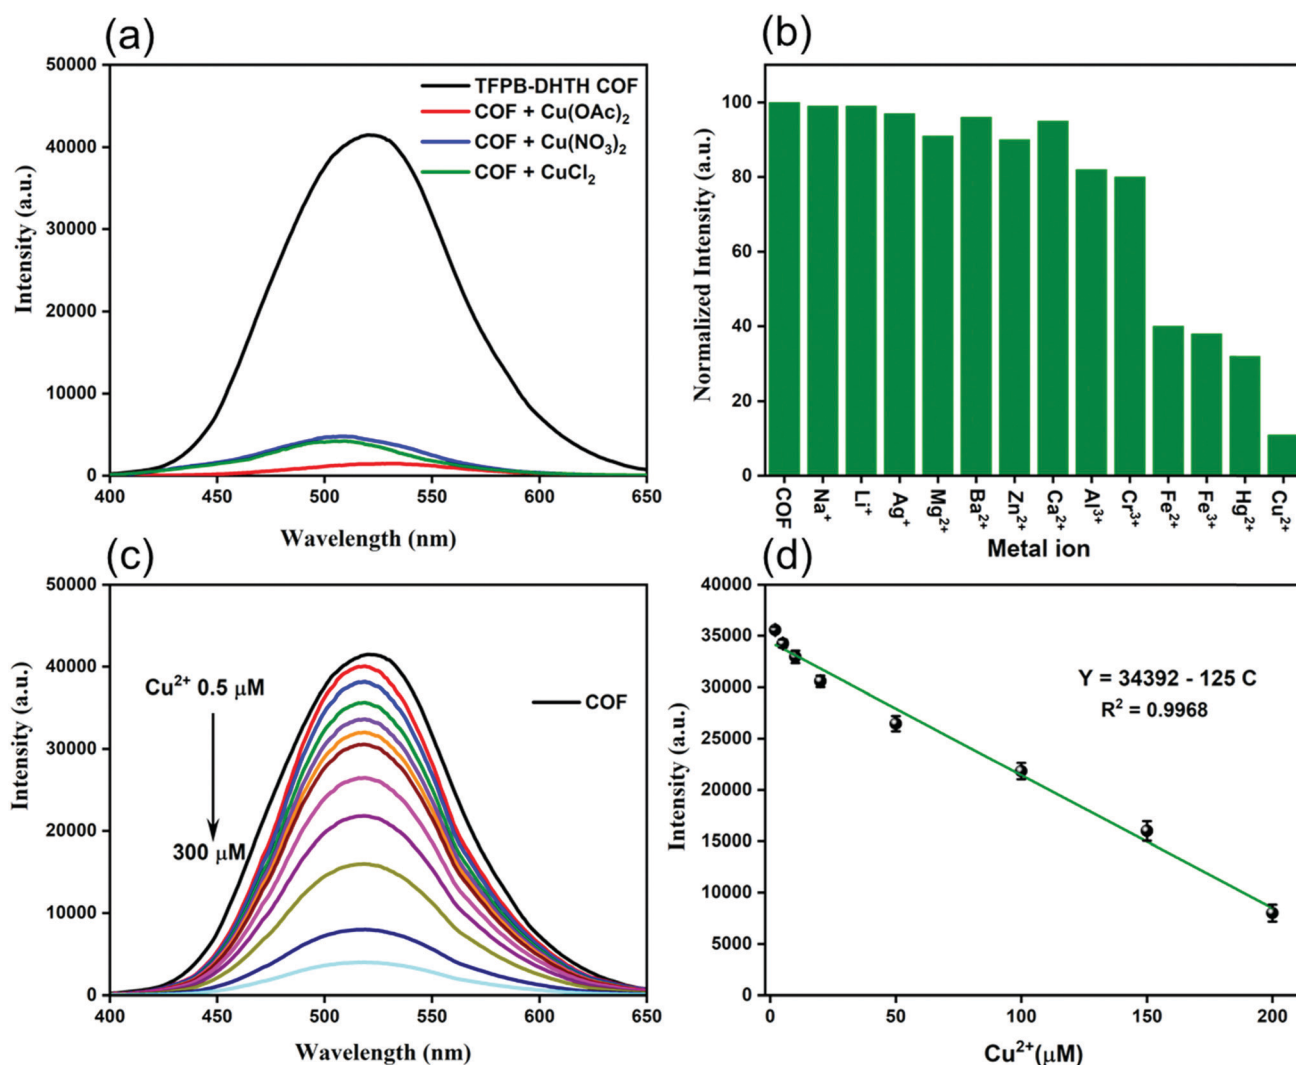 (a)
50000
40000
30000
20000
10000
0
Intensity (a.u.)
TFPB-DHTH COF
COF + Cu(OAc)₂
COF + Cu(NO₃)₂
COF + CuCl₂
400 450 500 550 600 650
Wavelength (nm)
(b)
100
80
60
40
20
0
Normalized Intensity (a.u.)
COF Na⁺ Li⁺ Ag⁺ Mg²⁺ Ba²⁺ Zn²⁺ Ca²⁺ Al³⁺ Cr³⁺ Fe²⁺ Fe³⁺ Hg²⁺ Cu²⁺
Metal ion
(c)
50000
40000
30000
20000
10000
0
Intensity (a.u.)
Cu²⁺ 0.5 μM
300 μM
COF
400 450 500 550 600 650
Wavelength (nm)
(d)
40000
35000
30000
25000
20000
15000
10000
5000
0
Intensity (a.u.)
Y = 34392 - 125 C
R² = 0.9968
0 50 100 150 200
Cu²⁺(μM)